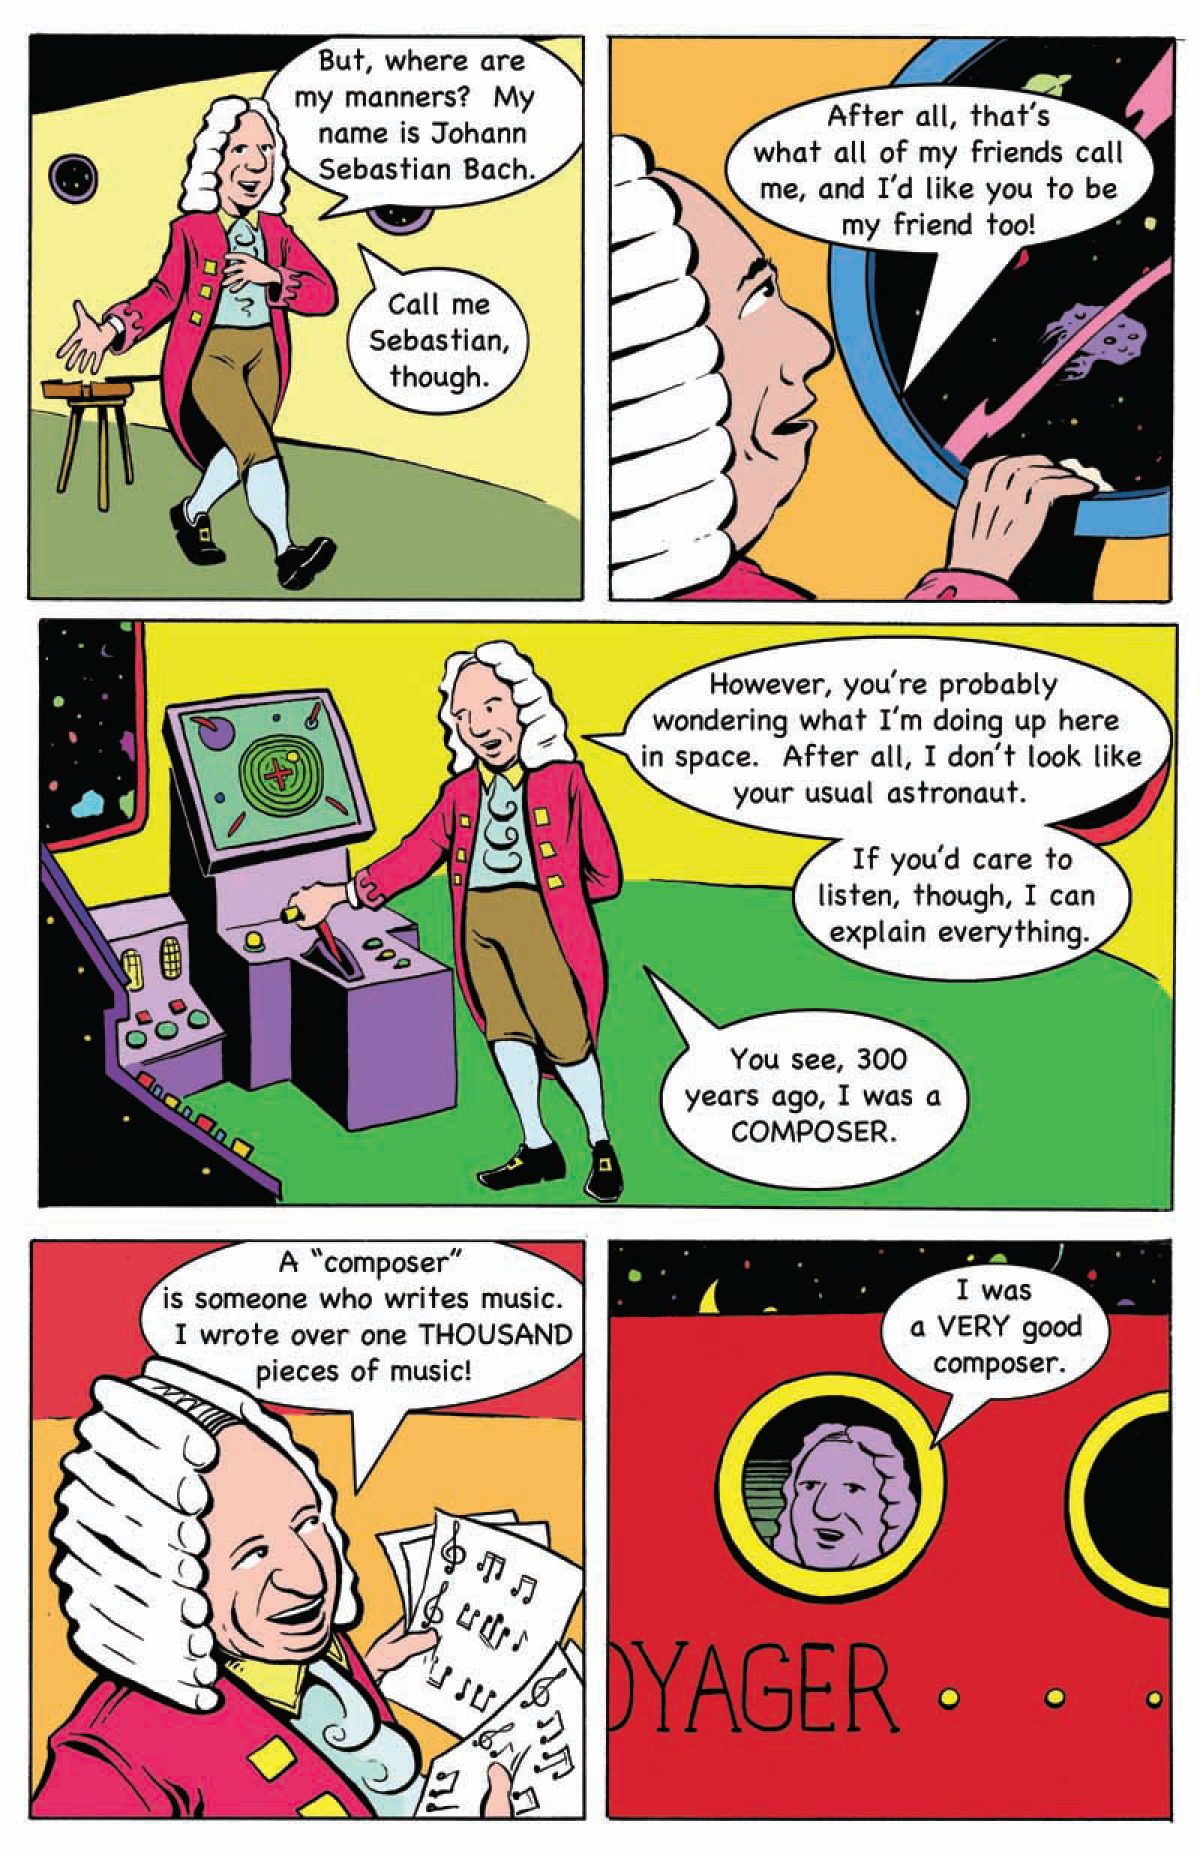 But, where are
my manners? My
name is Johann
Sebastian Bach.
Call me
Sebastian,
though.
After all, that's
what all of my friends call
me, and I'd like you to be
my friend too!
However, you're probably
wondering what I'm doing up here
in space. After all, I don't look like
your usual astronaut.
If you'd care to
listen, though, I can
explain everything.
You see, 300
years ago, I was a
COMPOSER.
A "composer"
is someone who writes music.
I wrote over one THOUSAND
pieces of music!
I was
a VERY good
composer.
OYAGER